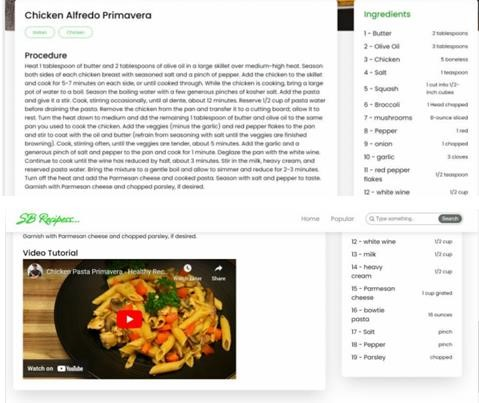 Chicken Alfredo Primavera
Italian
Chicken
Procedure
Heat 1 tablespoon of butter and 2 tablespoons of olive oil in a large skillet over medium-high heat. Season
both sides of each chicken breast with seasoned salt and a pinch of pepper. Add the chicken to the skillet
and cook for 5-7 minutes on each side, or until cooked through. While the chicken is cooking, bring a large
pot of water to a boil. Season the boiling water with a few generous pinches of kosher salt. Add the pasta
and give it a stir. Cook, stirring occasionally, until al dente, about 12 minutes. Reserve 1/2 cup of pasta water
before draining the pasta. Remove the chicken from the pan and transfer it to a cutting board; allow it to
rest. Turn the heat down to medium and dd the remaining 1 tablespoon of butter and olive oil to the same
pan you used to cook the chicken. Add the veggies (minus the garlic) and red pepper flakes to the pan
and stir to coat with the oil and butter (refrain from seasoning with salt until the veggies are finished
browning). Cook, stirring often, until the veggies are tender, about 5 minutes. Add the garlic and a
generous pinch of salt and pepper to the pan and cook for 1 minute. Deglaze the pan with the white wine.
Continue to cook until the wine has reduced by half, about 3 minutes. Stir in the milk, heavy cream, and
reserved pasta water. Bring the mixture to a gentle boil and allow to simmer and reduce for 2-3 minutes.
Turn off the heat and add the Parmesan cheese and cooked pasta. Season with salt and pepper to taste.
Garnish with Parmesan cheese and chopped parsley, if desired.
Ingredients
1 - Butter 2 tablespoons
2 - Olive Oil 3 tablespoons
3 - Chicken 5 boneless
4 - Salt 1 teaspoon
5 - Squash 1 cut into 1/2-
inch cubes
6 - Broccoli 1 Head chopped
7 - mushrooms 8-ounce sliced
8 - Pepper 1 red
9 - onion 1 chopped
10 - garlic 3 cloves
11 - red pepper
flakes 1/2 teaspoon
12 - white wine 1/2 cup
SB Recipess...
Home
Popular
Type something...
Search
Garnish with Parmesan cheese and chopped parsley, if desired.
Video Tutorial
Chicken Pasta Primavera - Healthy Rec...
Watch Later
Share
Watch on YouTube
12 - white wine 1/2 cup
13 - milk 1/2 cup
14 - heavy
cream 1/2 cup
15 - Parmesan
cheese 1 cup grated
16 - bowtie
pasta 16 ounces
17 - Salt pinch
18 - Pepper pinch
19 - Parsley chopped